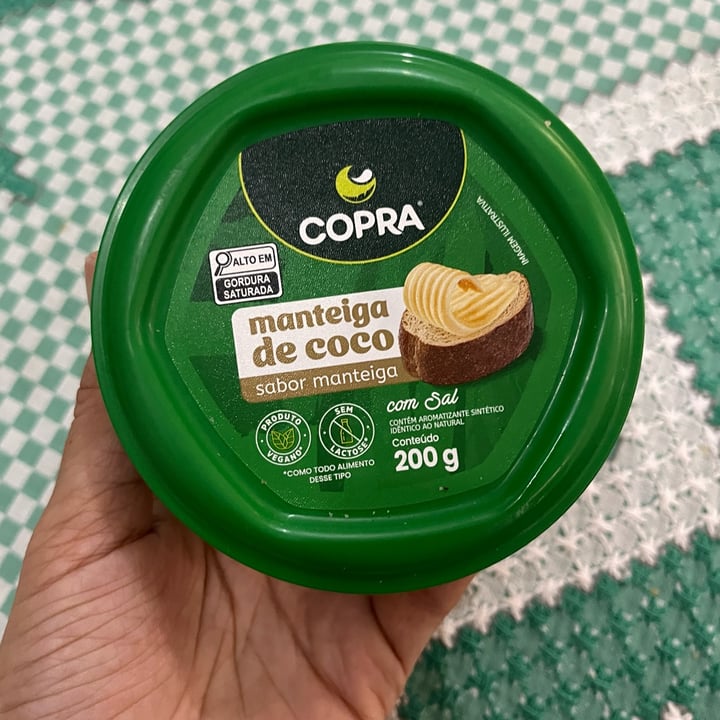 COPRA®
IMAGEM ILUSTRATIVA
ALTO EM
GORDURA
SATURADA
manteiga
de coco
sabor manteiga
com Sal
CONTÉM AROMATIZANTE SINTÉTICO
IDÊNTICO AO NATURAL
Conteúdo
200 g
PRODUTO
VEGANO*
SEM
LACTOSE*
*COMO TODO ALIMENTO
DESSE TIPO